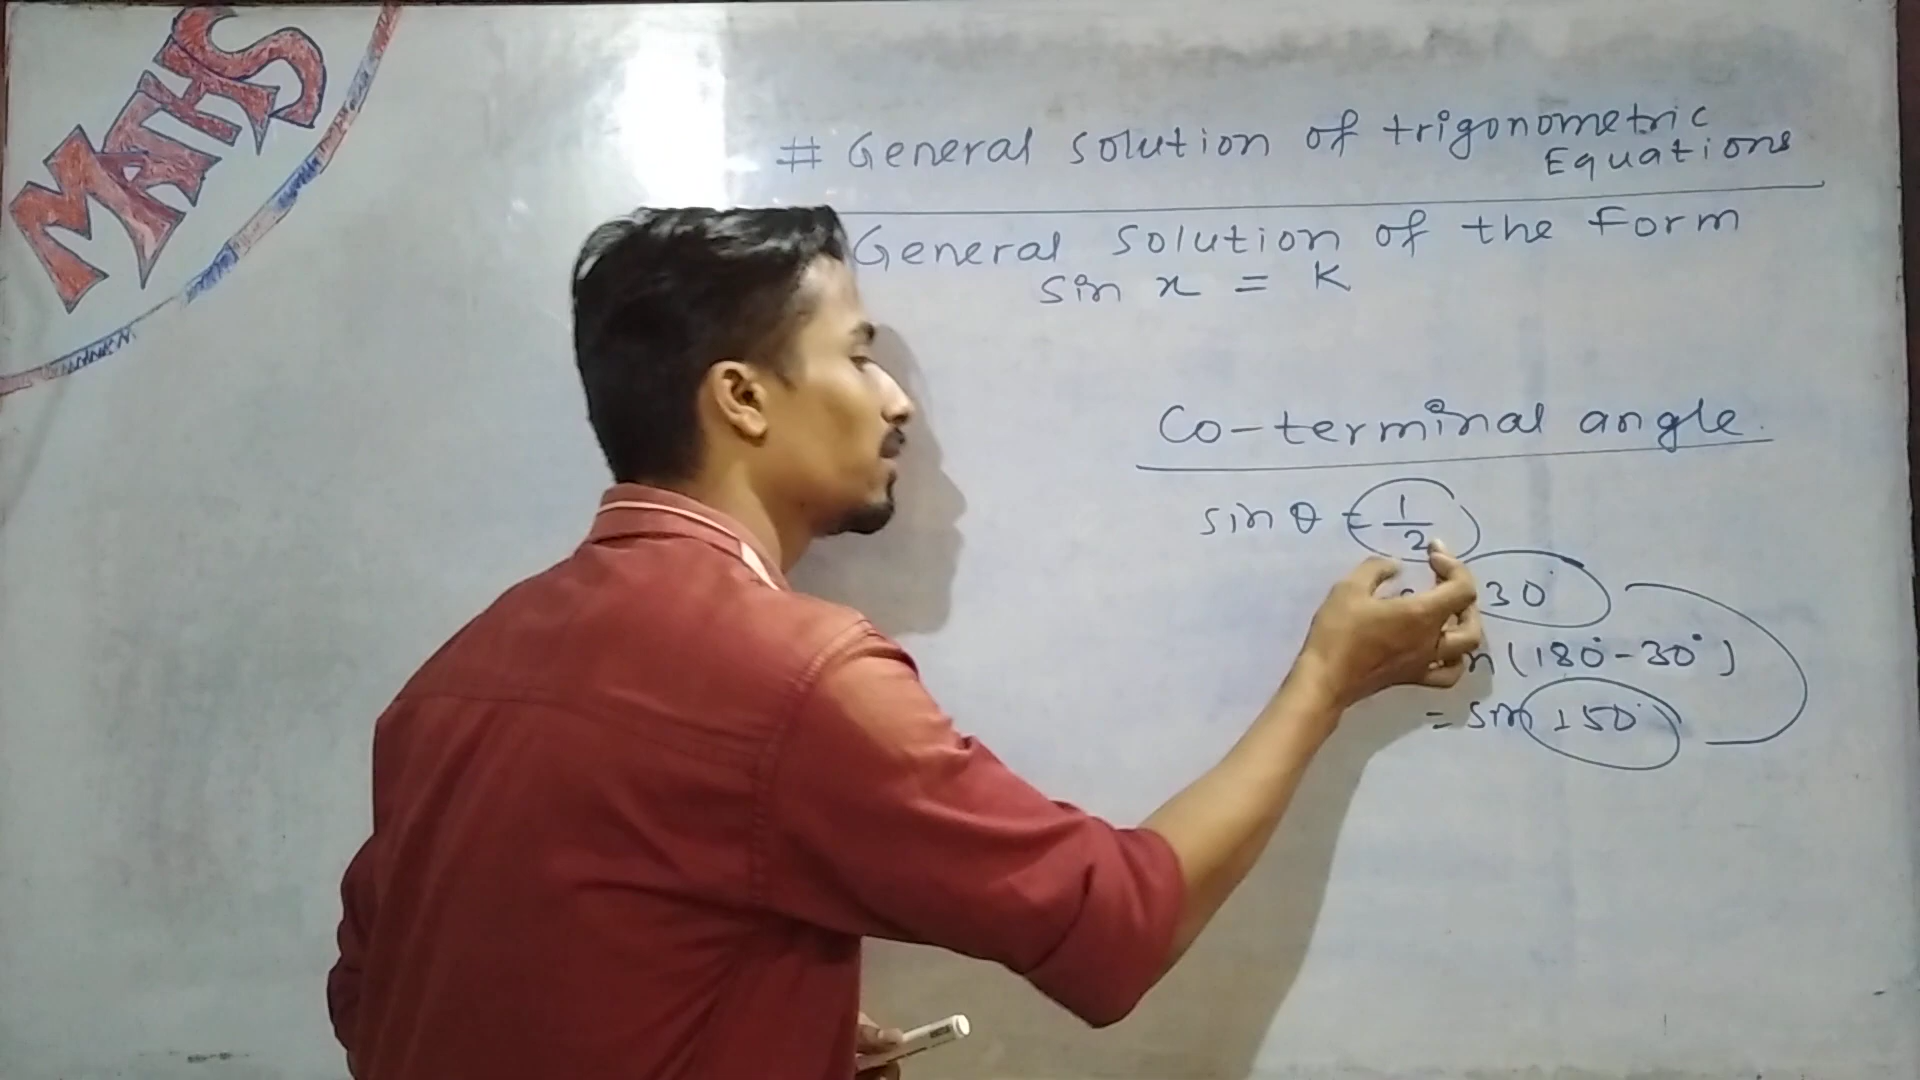 MATHS
# General solution of trigonometric
Equations
General solution of the form
sin x = K
Co-terminal angle.
sin θ = 1/2
30°
(180° - 30°)
= sin 150°